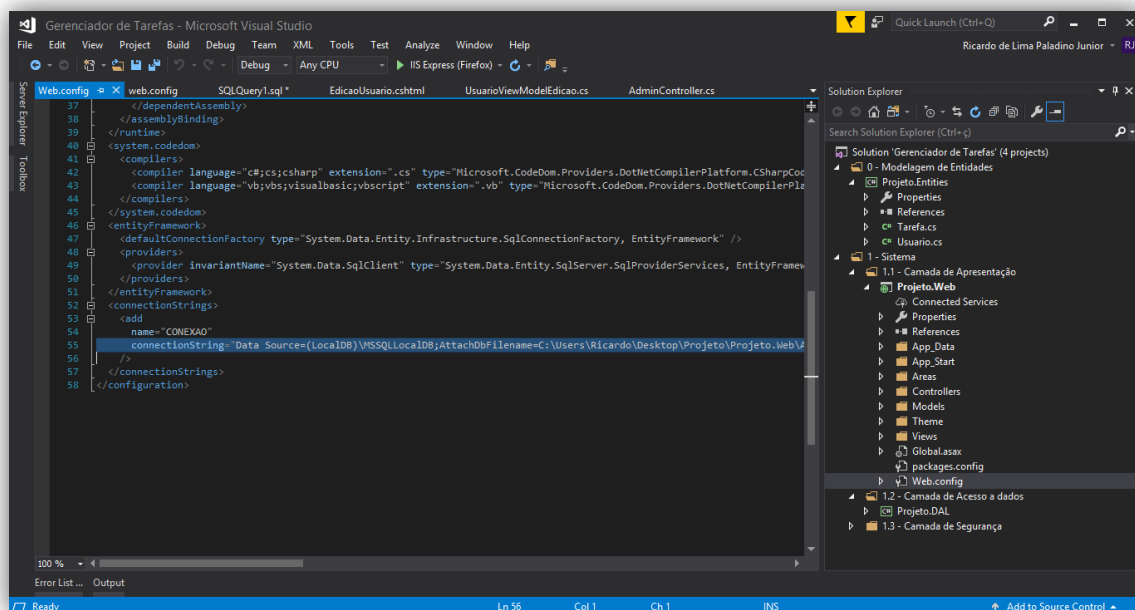 Gerenciador de Tarefas - Microsoft Visual Studio
Quick Launch (Ctrl+Q)
File Edit View Project Build Debug Team XML Tools Test Analyze Window Help
Ricardo de Lima Paladino Junior RJ
Debug Any CPU IIS Express (Firefox)
Server Explorer
Toolbox
Web.config web.config SQLQuery1.sql * EdicaoUsuario.cshtml UsuarioViewModelEdicao.cs AdminController.cs
37 </dependentAssembly>
38 </assemblyBinding>
39 </runtime>
40 <system.codedom>
41 <compilers>
42 <compiler language="c#;cs;csharp" extension=".cs" type="Microsoft.CodeDom.Providers.DotNetCompilerPlatform.CSharpCod
43 <compiler language="vb;vbs;visualbasic;vbscript" extension=".vb" type="Microsoft.CodeDom.Providers.DotNetCompilerPla
44 </compilers>
45 </system.codedom>
46 <entityFramework>
47 <defaultConnectionFactory type="System.Data.Entity.Infrastructure.SqlConnectionFactory, EntityFramework" />
48 <providers>
49 <provider invariantName="System.Data.SqlClient" type="System.Data.Entity.SqlServer.SqlProviderServices, EntityFramew
50 </providers>
51 </entityFramework>
52 <connectionStrings>
53 <add
54 name="CONEXAO"
55 connectionString="Data Source=(LocalDB)\MSSQLLocalDB;AttachDbFilename=C:\Users\Ricardo\Desktop\Projeto\Projeto.Web\A
56 />
57 </connectionStrings>
58 </configuration>
100 %
Error List ... Output
Solution Explorer
Search Solution Explorer (Ctrl+ç)
Solution 'Gerenciador de Tarefas' (4 projects)
0 - Modelagem de Entidades
C# Projeto.Entities
Properties
References
C# Tarefa.cs
C# Usuario.cs
1 - Sistema
1.1 - Camada de Apresentação
Projeto.Web
Connected Services
Properties
References
App_Data
App_Start
Areas
Controllers
Models
Theme
Views
Global.asax
packages.config
Web.config
1.2 - Camada de Acesso a dados
C# Projeto.DAL
1.3 - Camada de Segurança
Ready Ln 56 Col 1 Ch 1 INS Add to Source Control